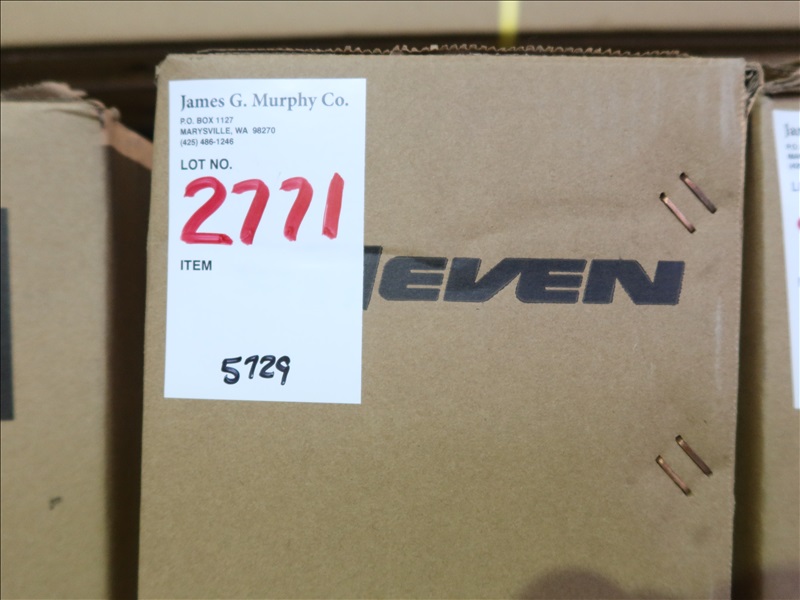 James G. Murphy Co.
P.O. BOX 1127
MARYSVILLE, WA 98270
(425) 486-1246
LOT NO.
2771
ITEM
EVEN
5729